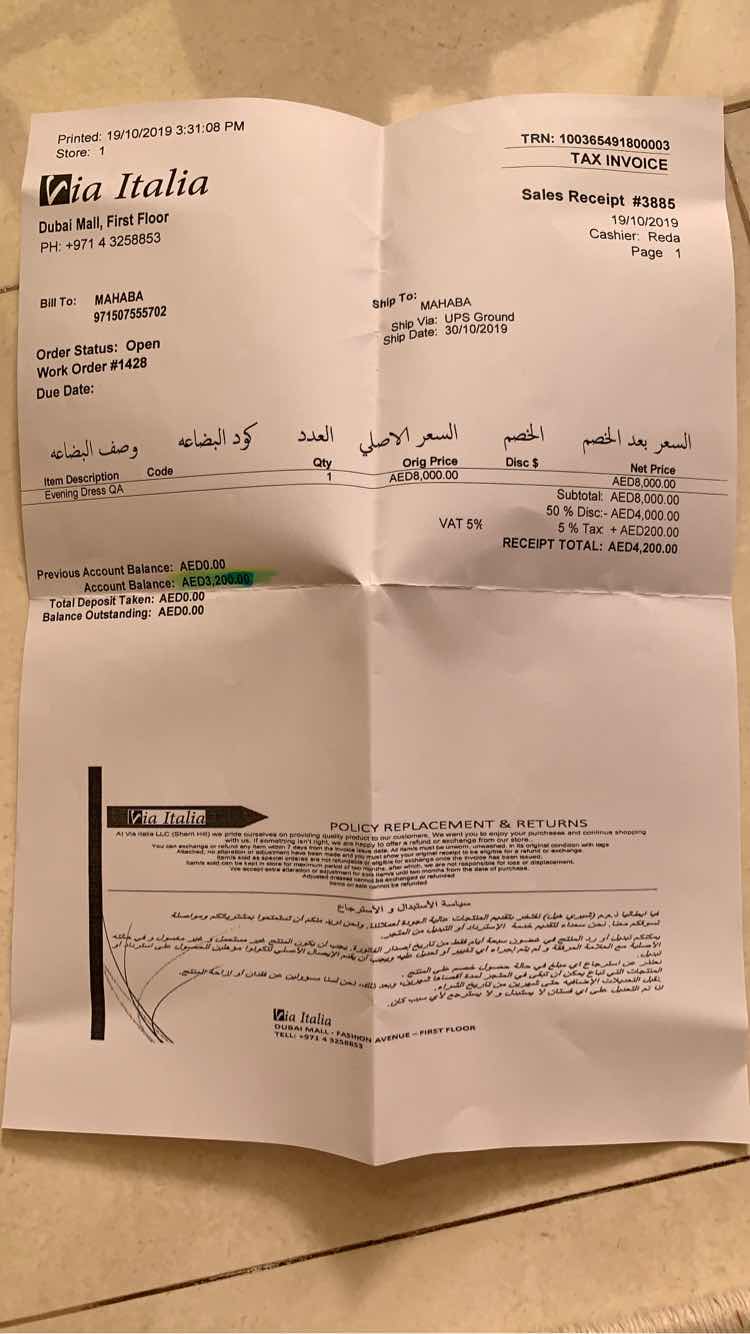 Printed: 19/10/2019 3:31:08 PM
Store: 1
Via Italia
Dubai Mall, First Floor
PH: +971 4 3258853
TRN: 100365491800003
TAX INVOICE
Sales Receipt #3885
19/10/2019
Cashier: Reda
Page 1
Bill To: MAHABA
971507555702
Ship To: MAHABA
Ship Via: UPS Ground
Ship Date: 30/10/2019
Order Status: Open
Work Order #1428
Due Date:
وصف البضاعه كود البضاعه العدد السعر الاصلي الخصم السعر بعد الخصم
Item Description Code Qty Orig Price Disc $ Net Price
Evening Dress QA 1 AED8,000.00 AED8,000.00
Subtotal: AED8,000.00
50 % Disc:- AED4,000.00
VAT 5% 5 % Tax + AED200.00
RECEIPT TOTAL: AED4,200.00
Previous Account Balance: AED0.00
Account Balance: AED3,200.00
Total Deposit Taken: AED0.00
Balance Outstanding: AED0.00
Via Italia
POLICY REPLACEMENT & RETURNS
At Via Italia LLC (Sherri Hill) we pride ourselves on providing quality product to our customers. We want you to enjoy your purchases and continue shopping
with us. If something isn't right, we are happy to offer a refund or exchange from our store.
You can exchange or refund any item within 7 days from the invoice issue date. All items must be unworn, unwashed, in its original condition with tags
Attached, no alteration or adjustment have been made and you must show your original receipt to be eligible for a refund or exchange.
Items sold as special orders are not refundable or eligible for exchange once the invoice has been issued.
Items sold can be kept in store for maximum period of two months, after which, we are not responsible for loss or displacement.
We accept extra alteration or adjustment for sold items until two months from the date of purchase.
Adjusted dresses cannot be exchanged or refunded
Items on sale cannot be refunded
سياسة الاستبدال و الاسترجاع
Via Italia
DUBAI MALL - FASHION AVENUE – FIRST FLOOR
TELL: +971 4 3258853